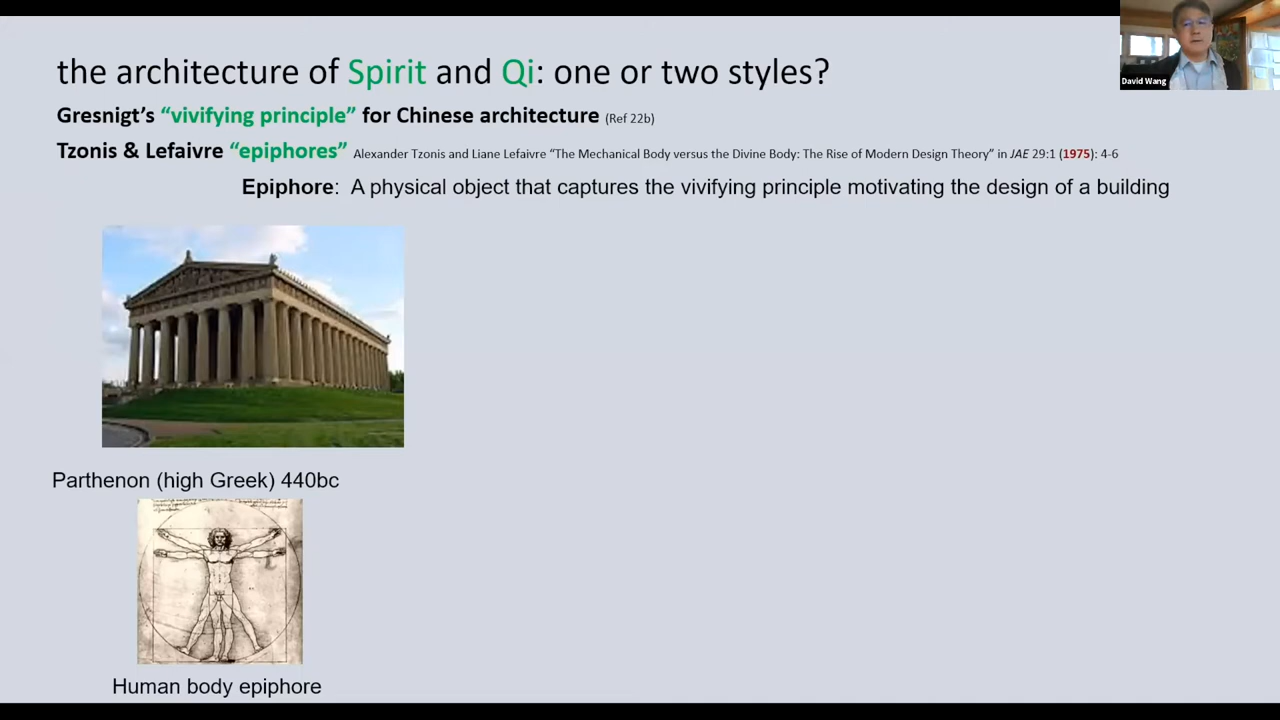 the architecture of Spirit and Qi: one or two styles?
Gresnigt’s “vivifying principle” for Chinese architecture (Ref 22b)
Tzonis & Lefaivre “epiphores” Alexander Tzonis and Liane Lefaivre “The Mechanical Body versus the Divine Body: The Rise of Modern Design Theory” in JAE 29:1 (1975): 4-6
Epiphore: A physical object that captures the vivifying principle motivating the design of a building
David Wang
Parthenon (high Greek) 440bc
Human body epiphore